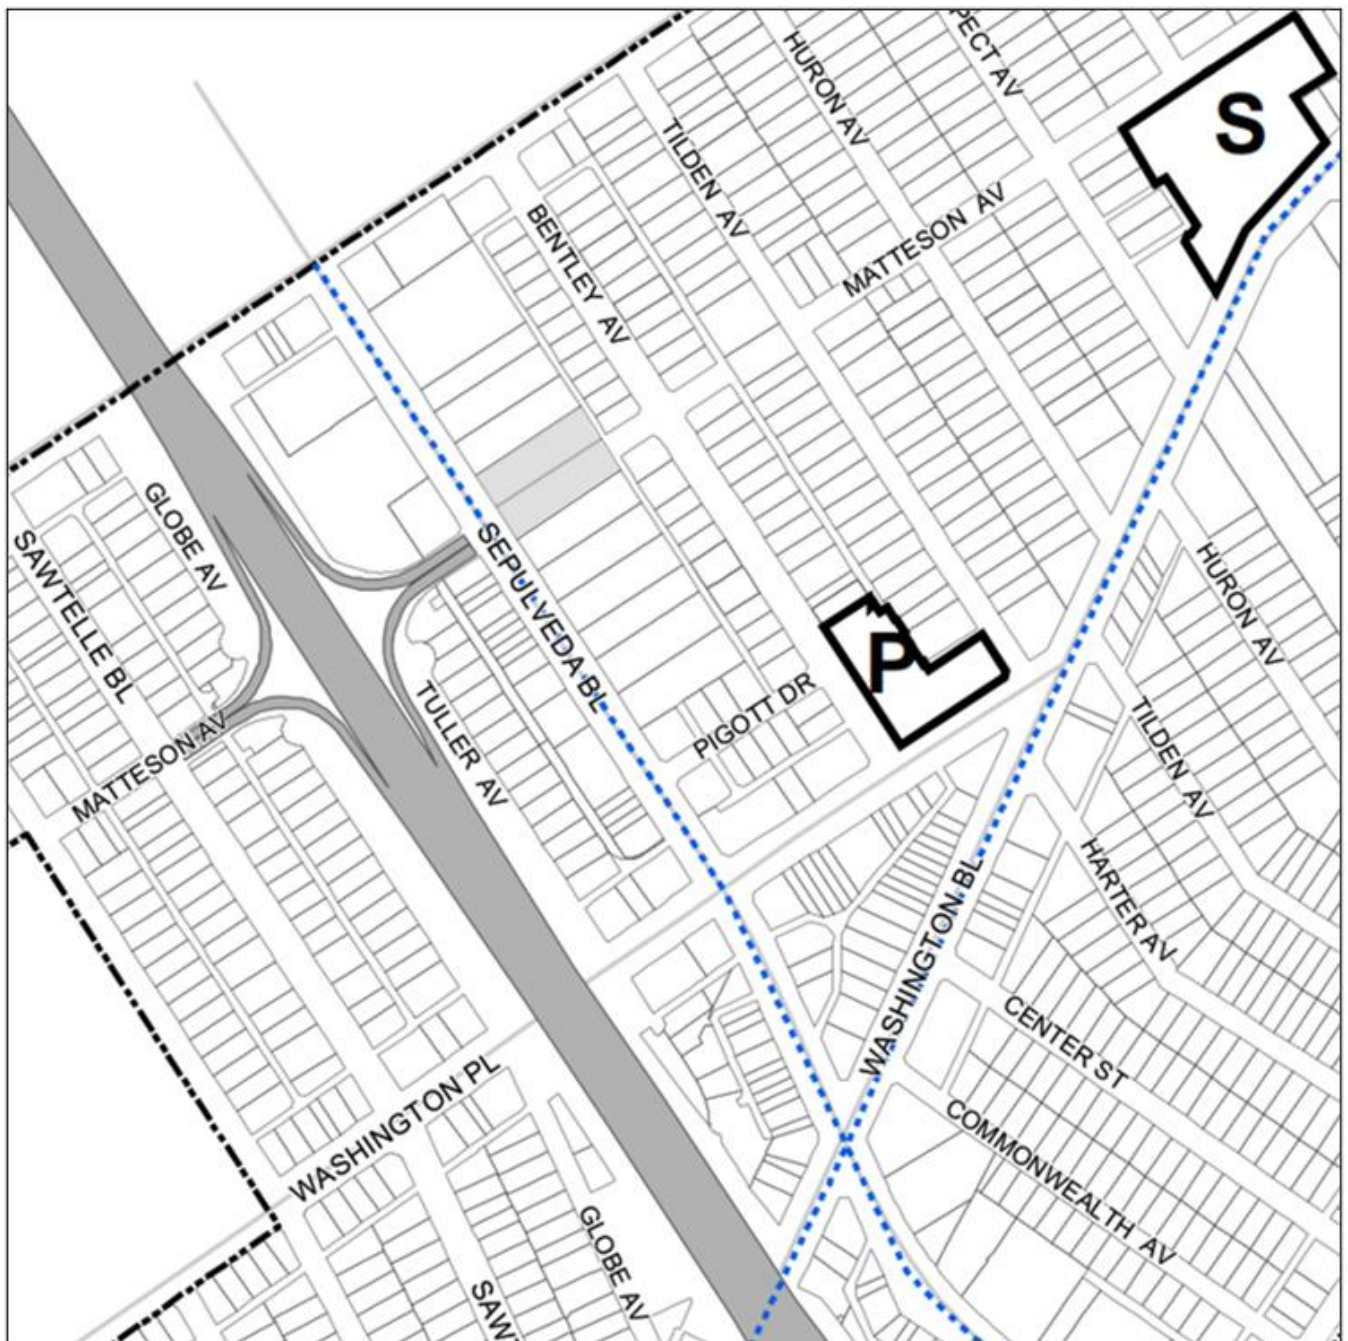 PECT AV
HURON AV
S
TILDEN AV
MATTESON AV
BENTLEY AV
GLOBE AV
SAWTELLE BL
SEPULVEDA BL
HURON AV
P
PIGOTT DR
TULLER AV
MATTESON AV
TILDEN AV
HARTER AV
WASHINGTON BL
CENTER ST
WASHINGTON PL
COMMONWEALTH AV
GLOBE AV
SAW